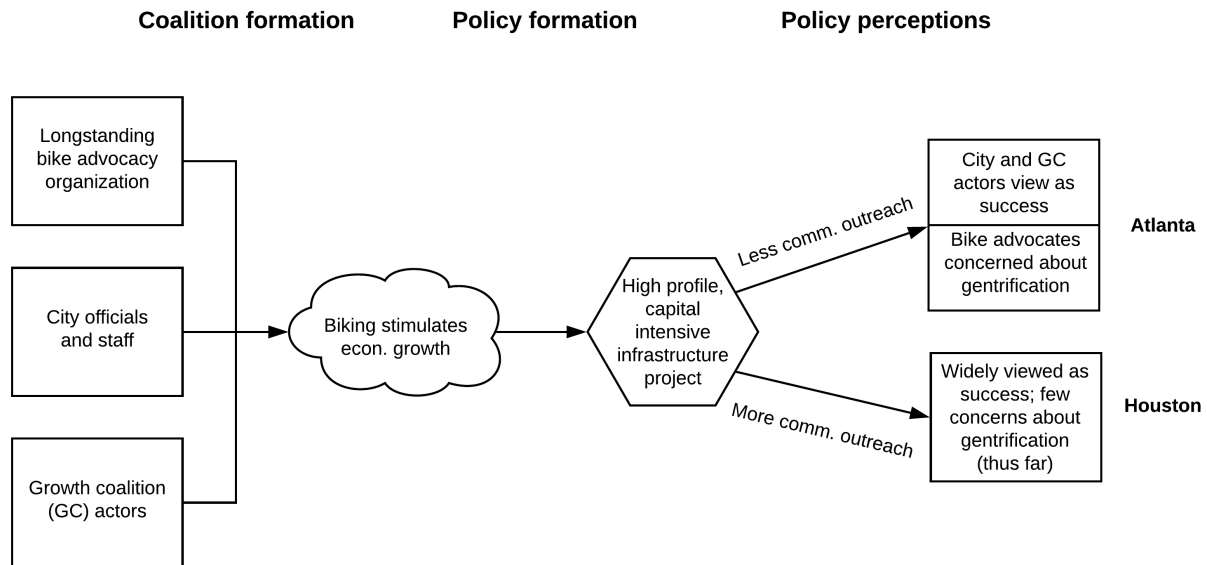 Coalition formation
Policy formation
Policy perceptions
Longstanding
bike advocacy
organization
City officials
and staff
Growth coalition
(GC) actors
Biking stimulates
econ. growth
High profile,
capital
intensive
infrastructure
project
Less comm. outreach
More comm. outreach
City and GC
actors view as
success
Bike advocates
concerned about
gentrification
Atlanta
Widely viewed as
success; few
concerns about
gentrification
(thus far)
Houston